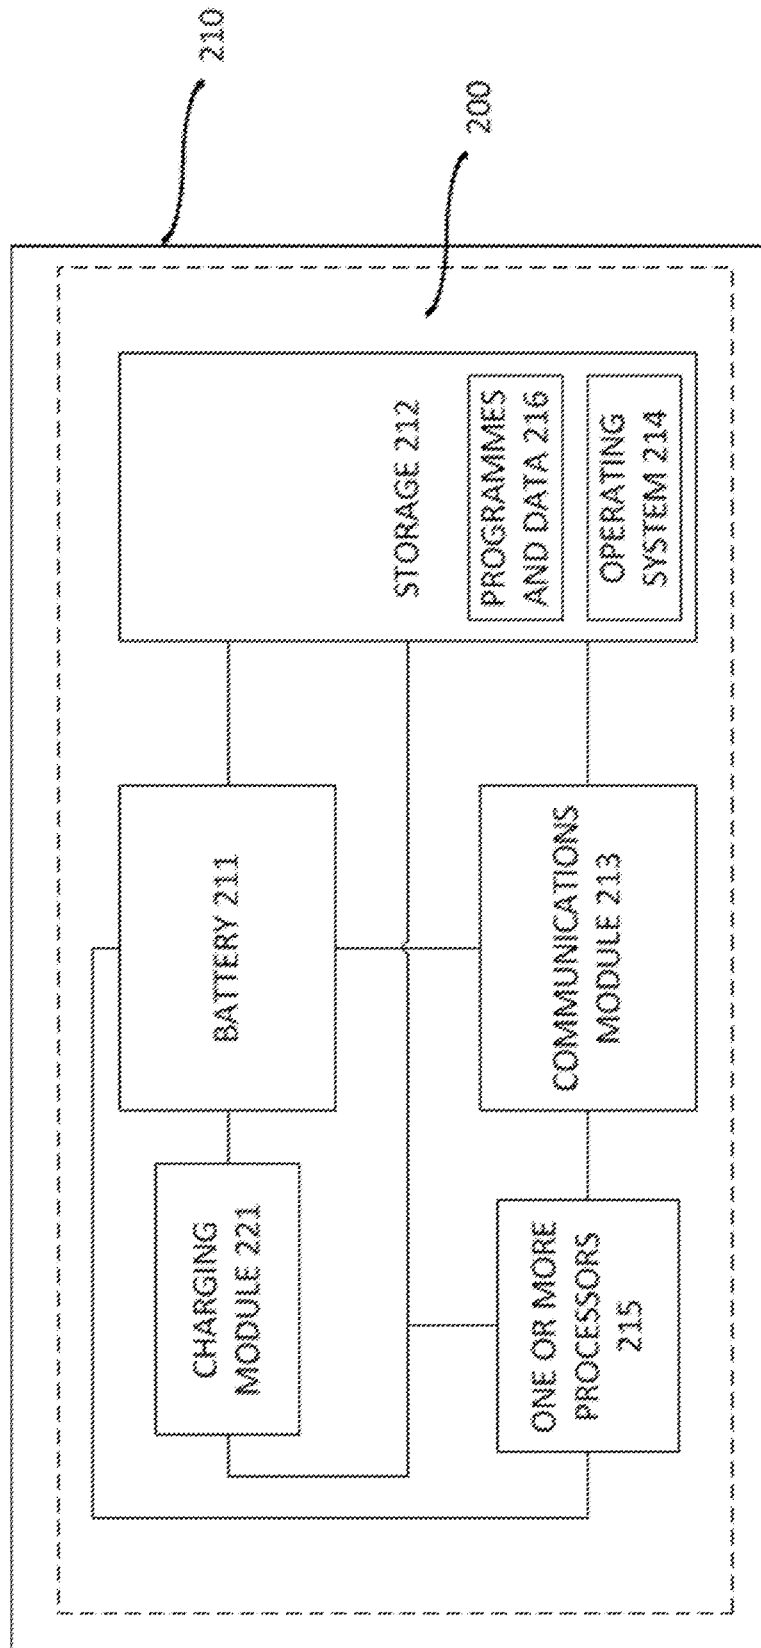 210
200
CHARGING
MODULE 221
BATTERY 211
STORAGE 212
PROGRAMMES
AND DATA 216
OPERATING
SYSTEM 214
ONE OR MORE
PROCESSORS
215
COMMUNICATIONS
MODULE 213